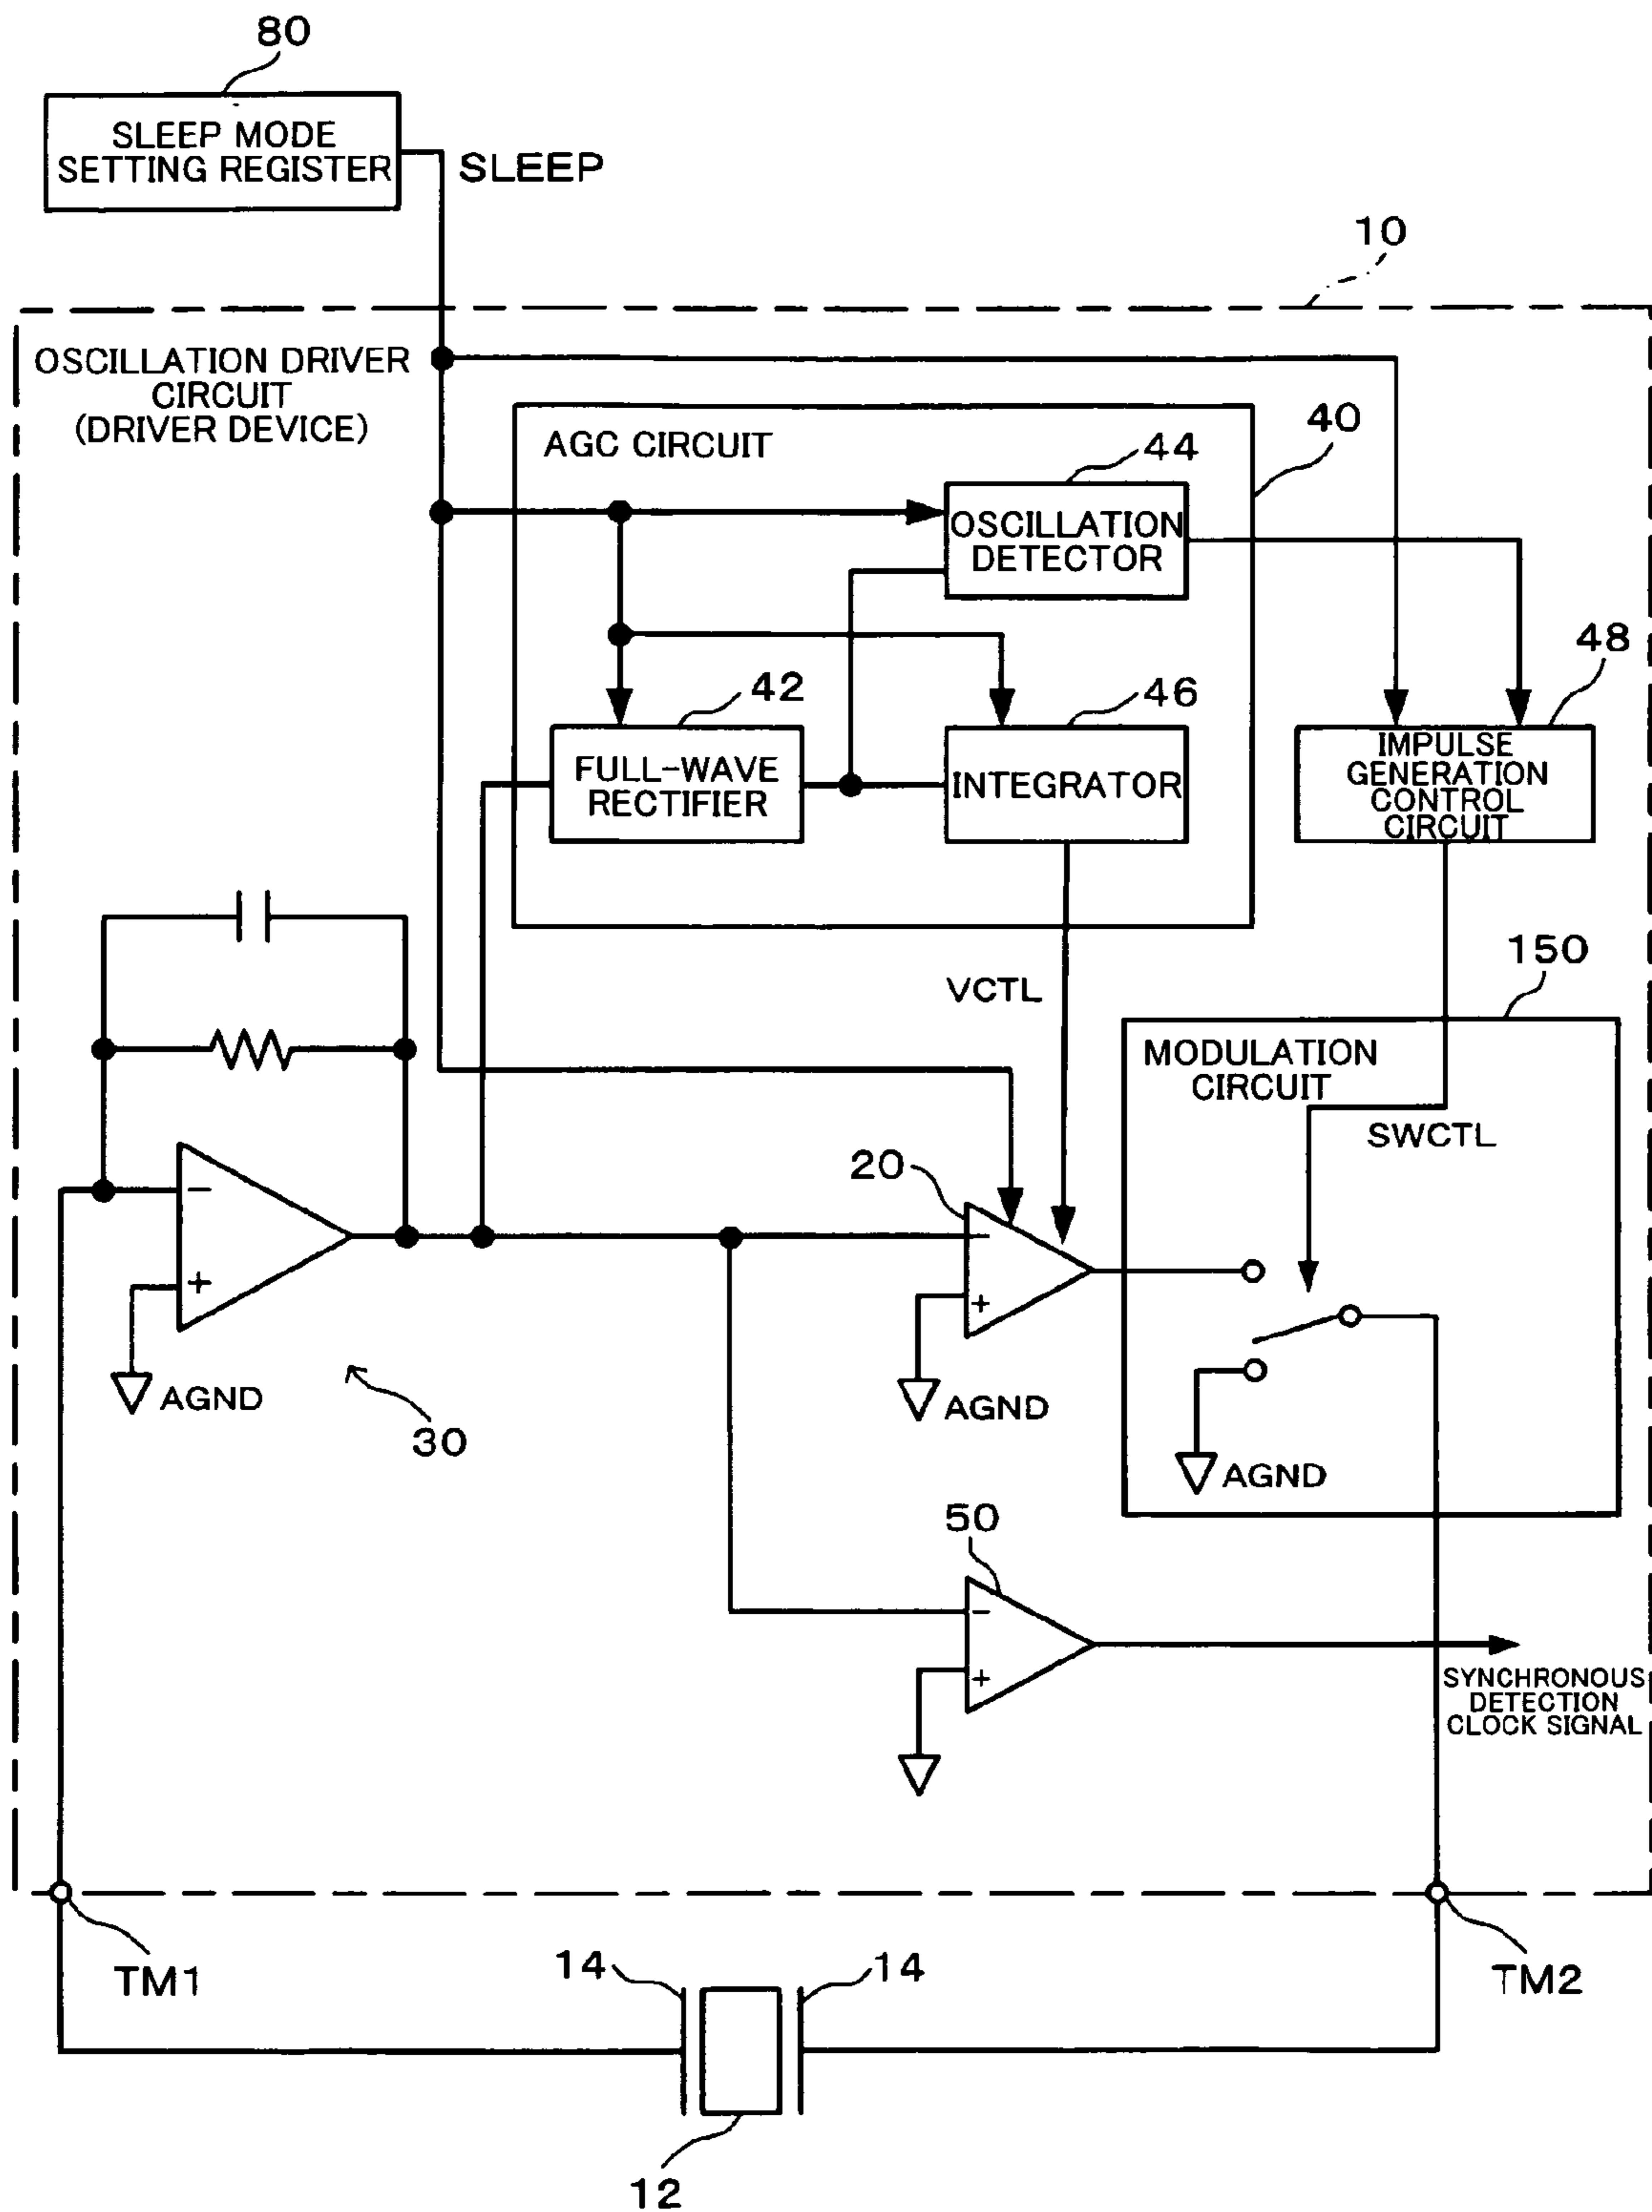 80
SLEEP MODE
SETTING REGISTER
SLEEP
10
OSCILLATION DRIVER
CIRCUIT
(DRIVER DEVICE)
AGC CIRCUIT
40
44
OSCILLATION
DETECTOR
48
42
46
FULL-WAVE
RECTIFIER
INTEGRATOR
IMPULSE
GENERATION
CONTROL
CIRCUIT
150
VCTL
MODULATION
CIRCUIT
SWCTL
20
−
+
−
+
AGND
AGND
30
AGND
50
−
+
SYNCHRONOUS
DETECTION
CLOCK SIGNAL
TM1
14
14
TM2
12